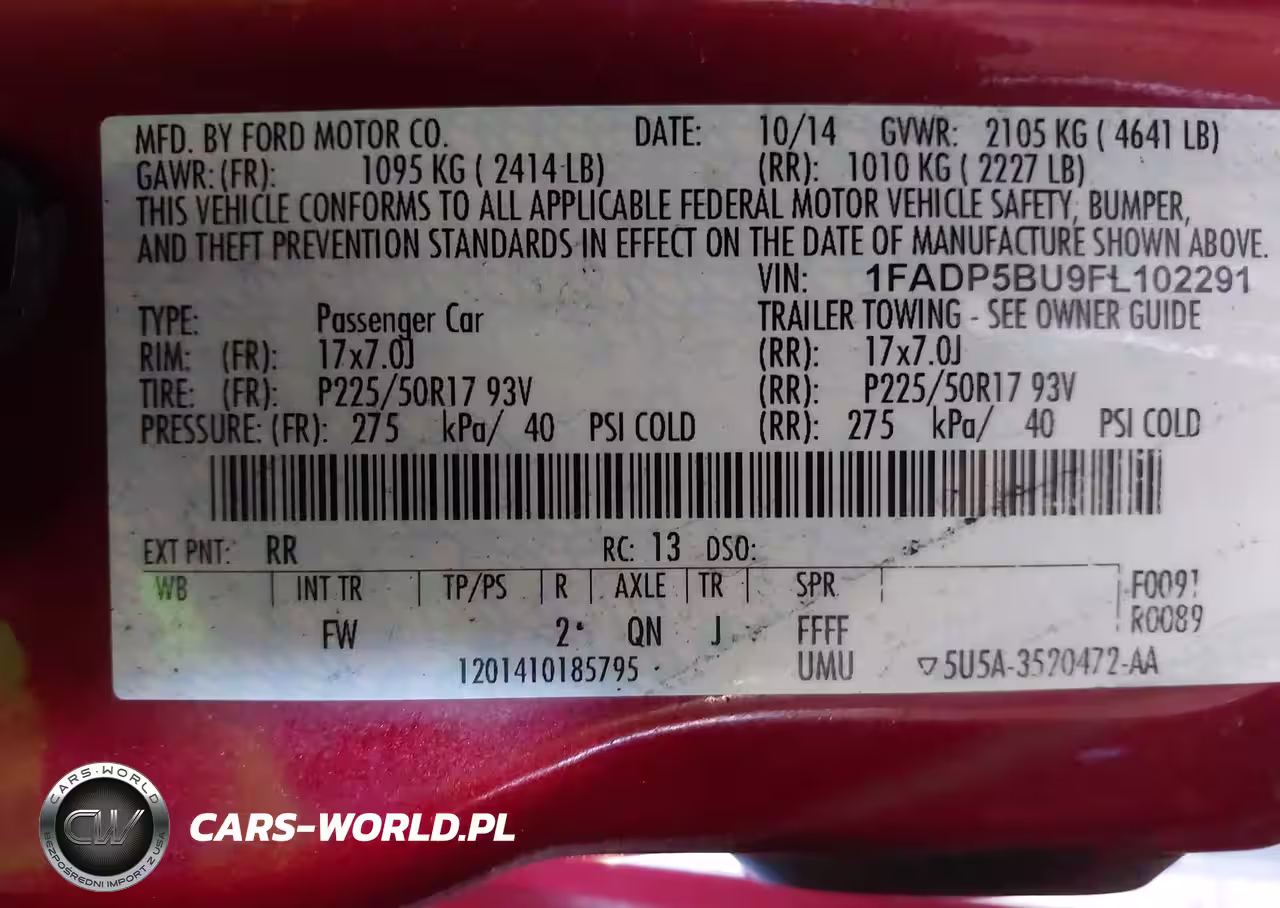 MFD. BY FORD MOTOR CO. DATE: 10/14 GVWR: 2105 KG ( 4641 LB)
GAWR: (FR): 1095 KG ( 2414 LB) (RR): 1010 KG ( 2227 LB)
THIS VEHICLE CONFORMS TO ALL APPLICABLE FEDERAL MOTOR VEHICLE SAFETY, BUMPER,
AND THEFT PREVENTION STANDARDS IN EFFECT ON THE DATE OF MANUFACTURE SHOWN ABOVE.
VIN: 1FADP5BU9FL102291
TYPE: Passenger Car TRAILER TOWING - SEE OWNER GUIDE
RIM: (FR): 17x7.0J (RR): 17x7.0J
TIRE: (FR): P225/50R17 93V (RR): P225/50R17 93V
PRESSURE: (FR): 275 kPa/ 40 PSI COLD (RR): 275 kPa/ 40 PSI COLD
EXT PNT: RR RC: 13 DSO:
WB INT TR TP/PS R AXLE TR SPR F0091
FW 2 QN J FFFF R0089
1201410185795 UMU ▽5U5A-3520472-AA
CARS-WORLD
CW
BEZPOŚREDNI IMPORT Z USA
CARS-WORLD.PL